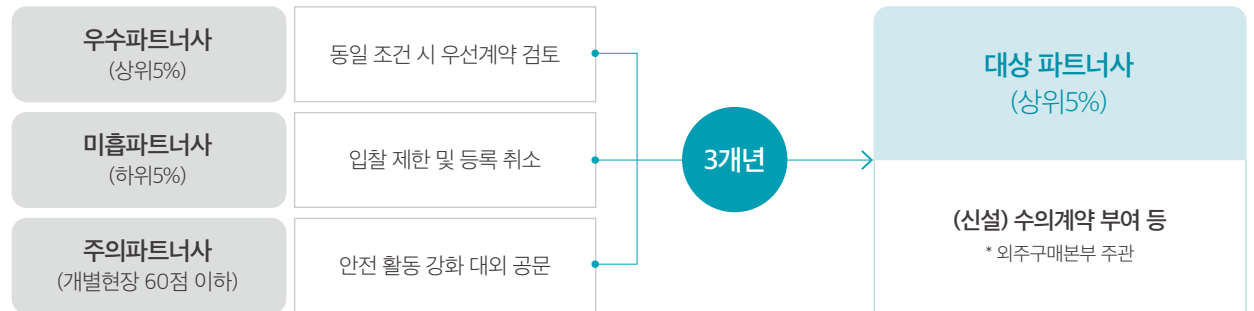 우수파트너사
(상위5%)
동일 조건 시 우선계약 검토
미흡파트너사
(하위5%)
입찰 제한 및 등록 취소
주의파트너사
(개별현장 60점 이하)
안전 활동 강화 대외 공문
3개년
대상 파트너사
(상위5%)
(신설) 수의계약 부여 등
* 외주구매본부 주관